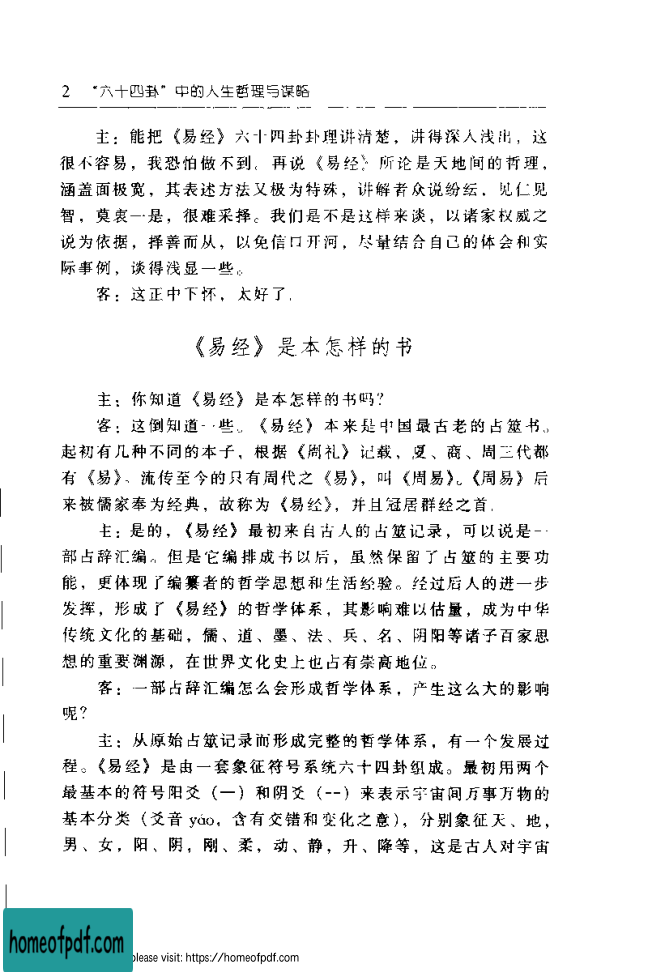 2 “六十四卦”中的人生哲理与谋略
主：能把《易经》六十四卦卦理讲清楚，讲得深入浅出，这
很不容易，我恐怕做不到。再说《易经》所论是天地间的哲理，
涵盖面极宽，其表述方法又极为特殊，讲解者众说纷纭，见仁见
智，莫衷一是，很难采择。我们是不是这样来谈，以诸家权威之
说为依据，择善而从，以免信口开河，尽量结合自己的体会和实
际事例，谈得浅显一些。
客：这正中下怀，太好了。
《易经》是本怎样的书
主：你知道《易经》是本怎样的书吗？
客：这倒知道一些。《易经》本来是中国最古老的占筮书。
起初有几种不同的本子，根据《周礼》记载，夏、商、周三代都
有《易》。流传至今的只有周代之《易》，叫《周易》。《周易》后
来被儒家奉为经典，故称为《易经》，并且冠居群经之首。
主：是的，《易经》最初来自古人的占筮记录，可以说是一
部占辞汇编。但是它编排成书以后，虽然保留了占筮的主要功
能，更体现了编纂者的哲学思想和生活经验。经过后人的进一步
发挥，形成了《易经》的哲学体系，其影响难以估量，成为中华
传统文化的基础，儒、道、墨、法、兵、名、阴阳等诸子百家思
想的重要渊源，在世界文化史上也占有崇高地位。
客：一部占辞汇编怎么会形成哲学体系，产生这么大的影响
呢？
主：从原始占筮记录而形成完整的哲学体系，有一个发展过
程。《易经》是由一套象征符号系统六十四卦组成。最初用两个
最基本的符号阳爻（—）和阴爻（--）来表示宇宙间万事万物的
基本分类（爻音 yáo，含有交错和变化之意），分别象征天、地，
男、女，阳、阴，刚、柔，动、静，升、降等，这是古人对宇宙
homeofpdf.com
please visit: https://homeofpdf.com